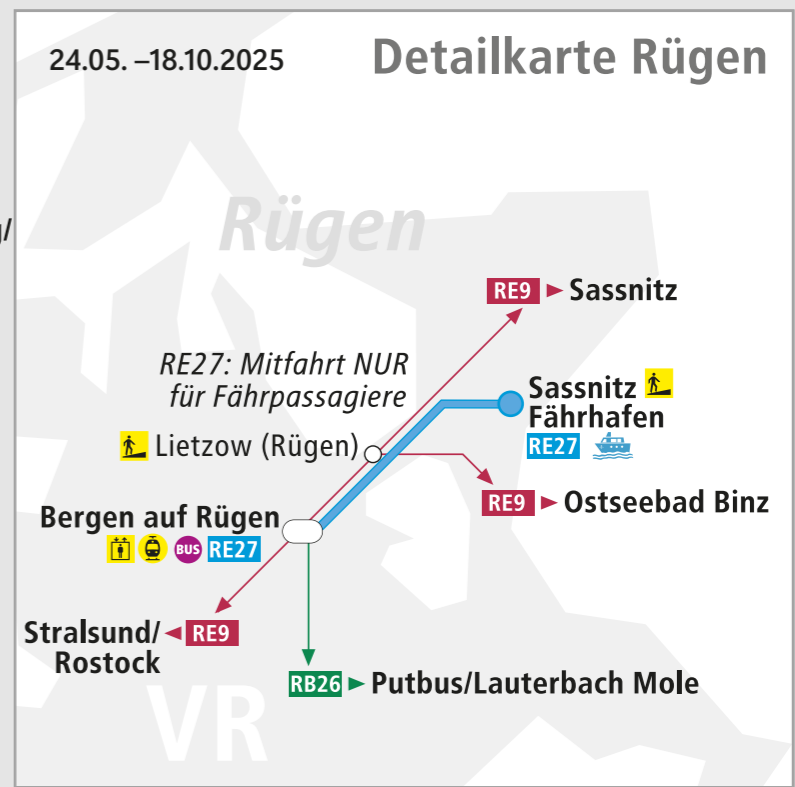 24.05. –18.10.2025
Detailkarte Rügen
/
Rügen
RE9 ► Sassnitz
RE27: Mitfahrt NUR
für Fährpassagiere
Sassnitz
Fährhafen
RE27
Lietzow (Rügen)
RE9 ► Ostseebad Binz
Bergen auf Rügen
BUS RE27
Stralsund/ ◄ RE9
Rostock
RB26 ► Putbus/Lauterbach Mole
VR